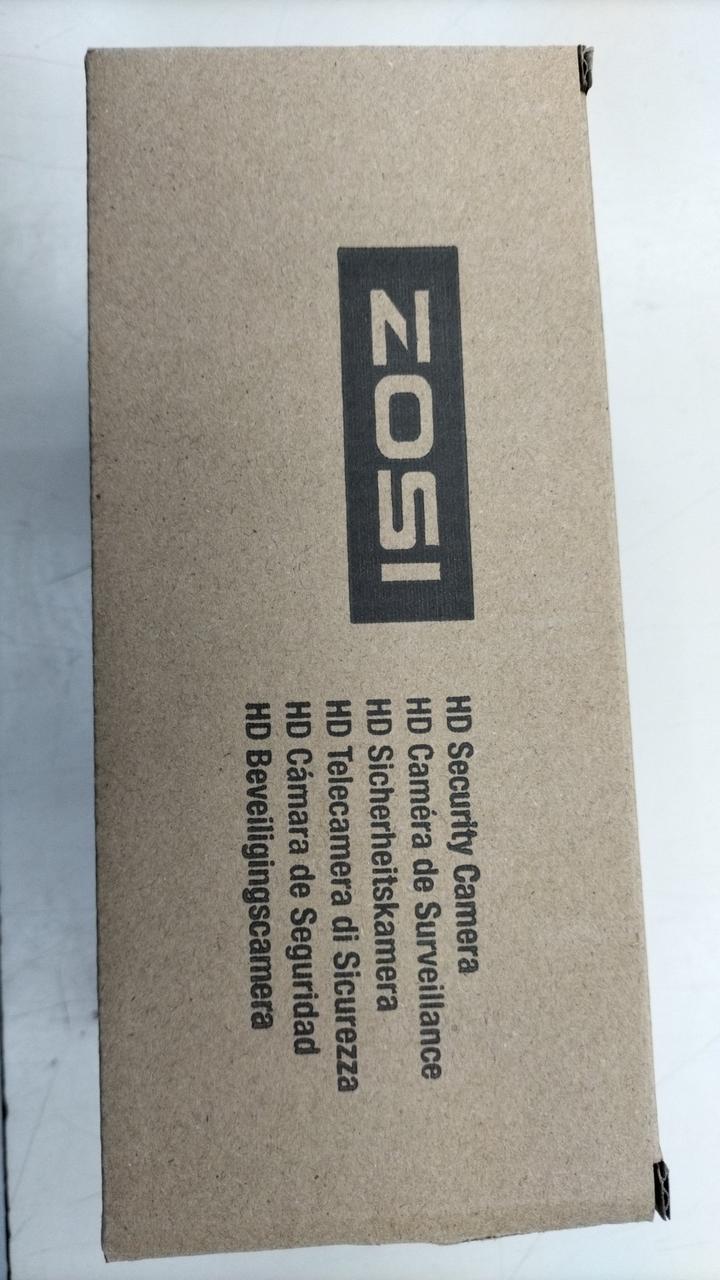 ZOSI
HD Security Camera
HD Caméra de Surveillance
HD Sicherheitskamera
HD Telecamera di Sicurezza
HD Cámara de Seguridad
HD Beveiligingscamera